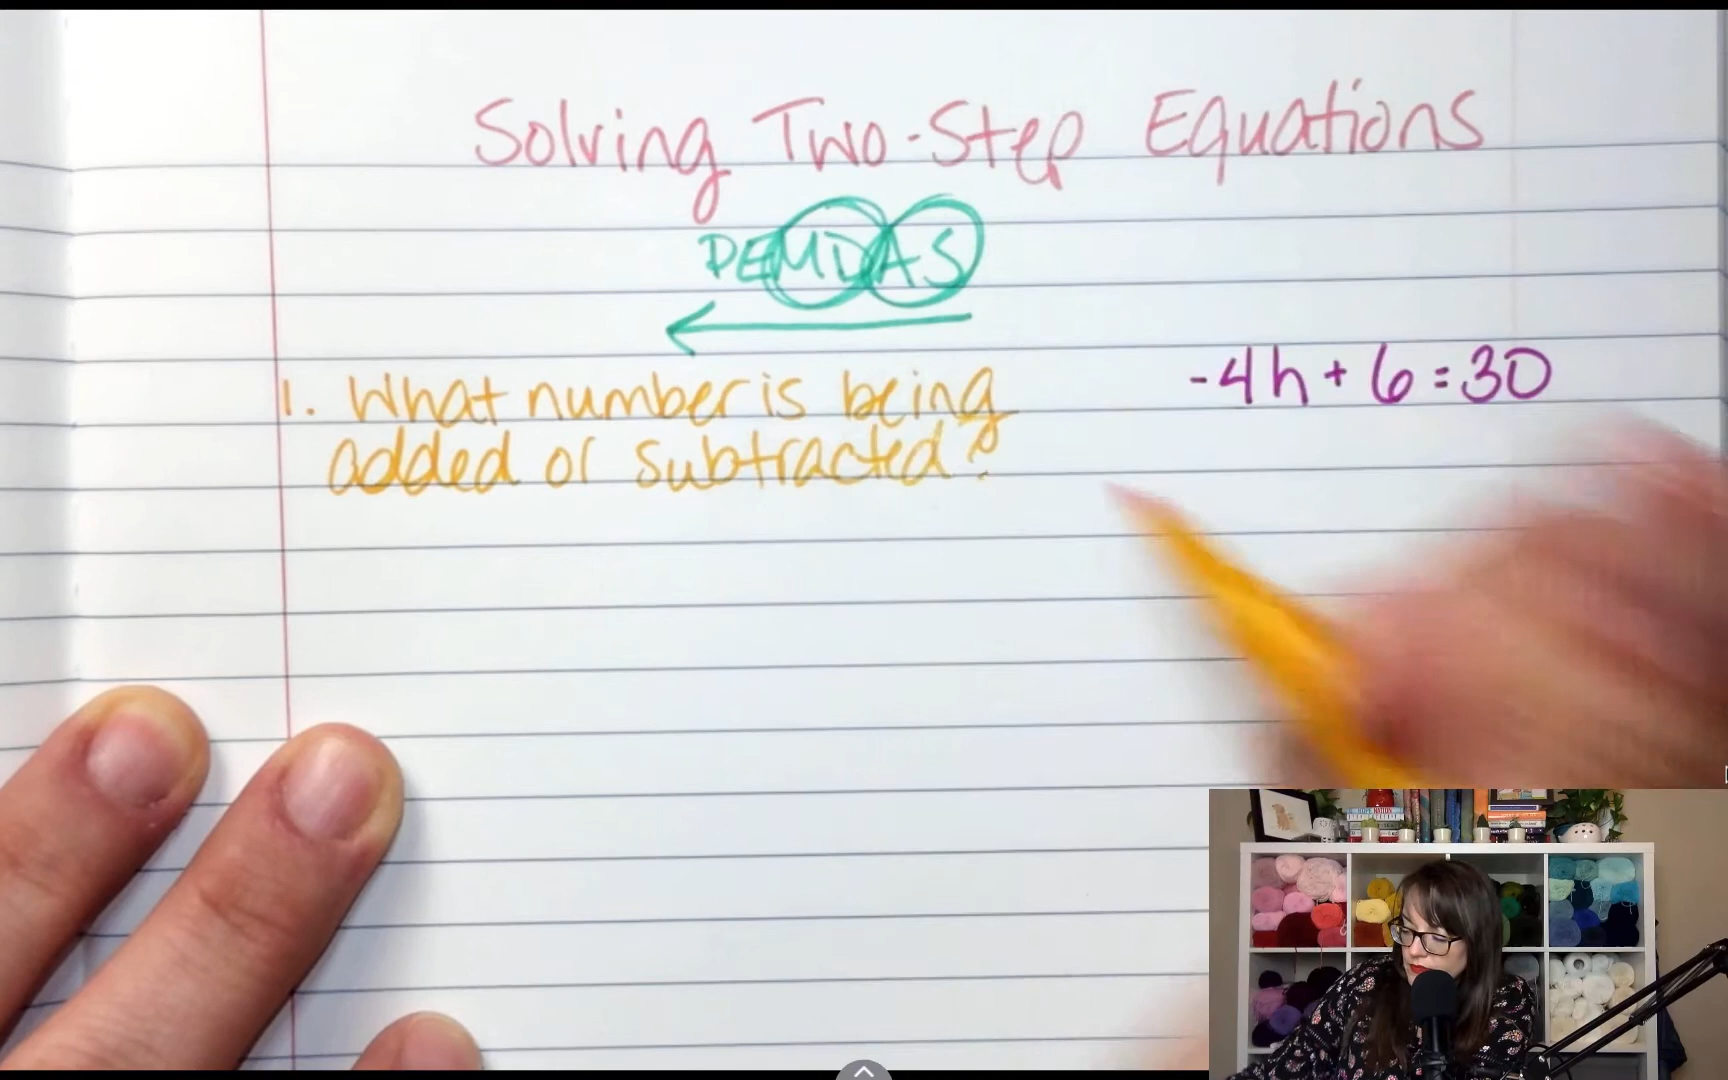 Solving Two-Step Equations
PEMDAS
1. What number is being
added or subtracted?
-4h + 6 = 30